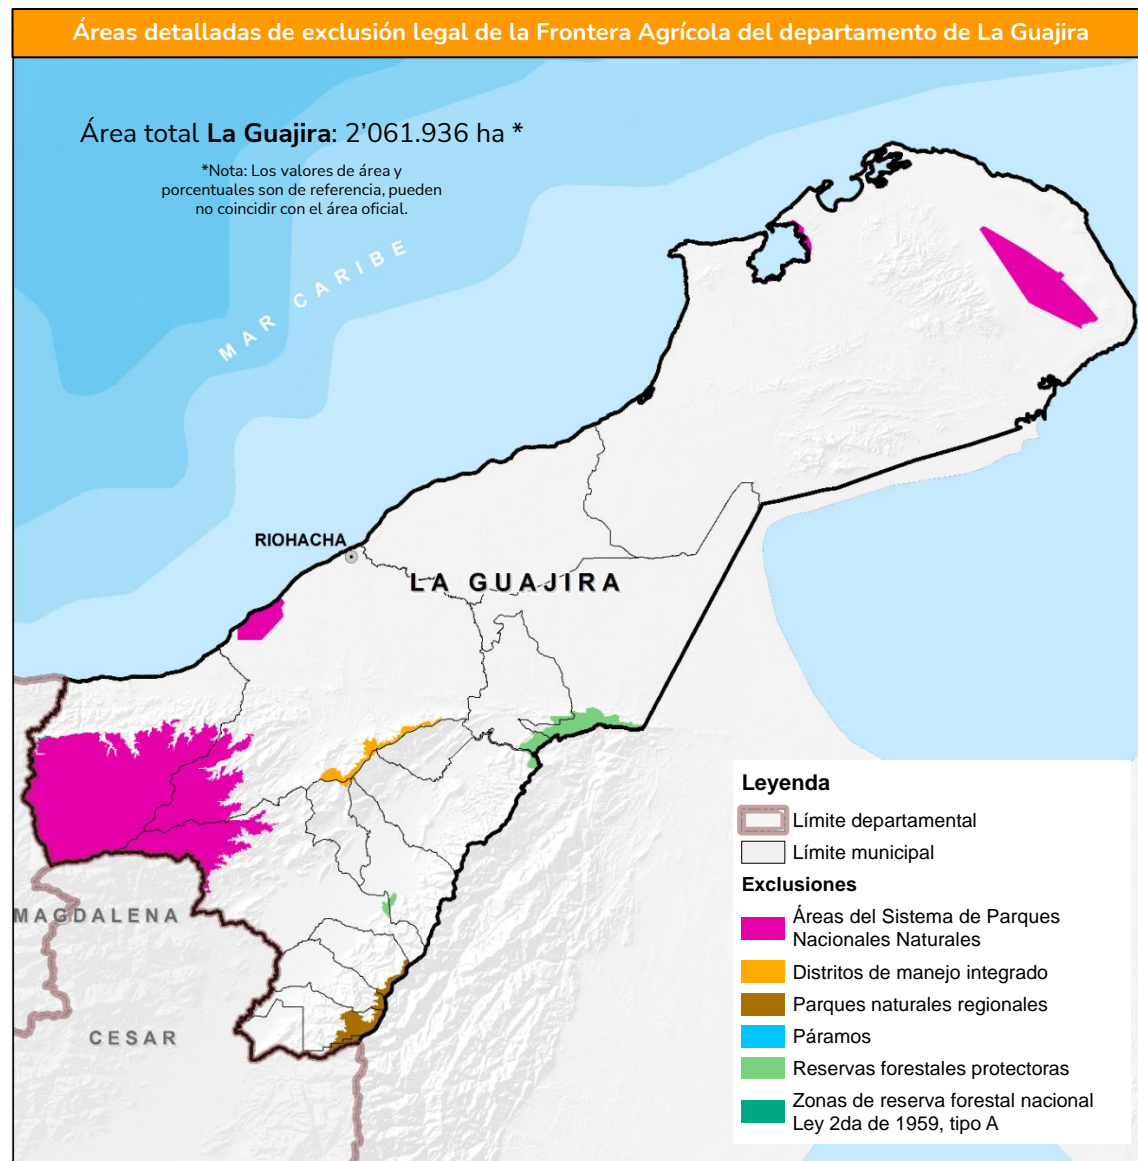 Áreas detalladas de exclusión legal de la Frontera Agrícola del departamento de La Guajira
Área total La Guajira: 2’061.936 ha *
*Nota: Los valores de área y
porcentuales son de referencia, pueden
no coincidir con el área oficial.
MAR CARIBE
RIOHACHA
LA GUAJIRA
MAGDALENA
CESAR
Leyenda
Límite departamental
Límite municipal
Exclusiones
Áreas del Sistema de Parques
Nacionales Naturales
Distritos de manejo integrado
Parques naturales regionales
Páramos
Reservas forestales protectoras
Zonas de reserva forestal nacional
Ley 2da de 1959, tipo A